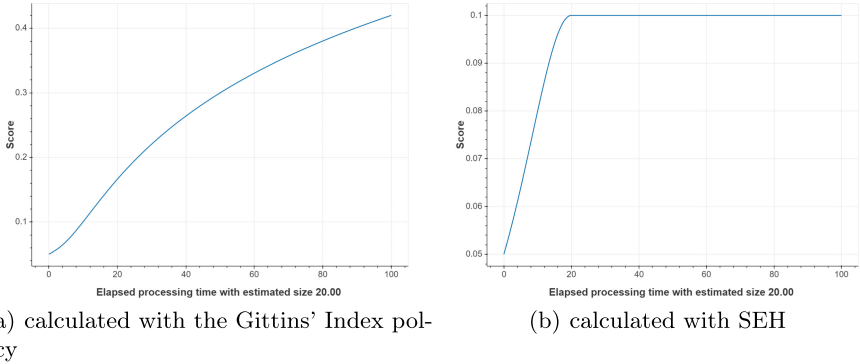 0.4
0.3
0.2
0.1
Score
0 20 40 60 80 100
Elapsed processing time with estimated size 20.00
a) calculated with the Gittins' Index pol-
cy
0.1
0.09
0.08
0.07
0.06
0.05
Score
0 20 40 60 80 100
Elapsed processing time with estimated size 20.00
(b) calculated with SEH